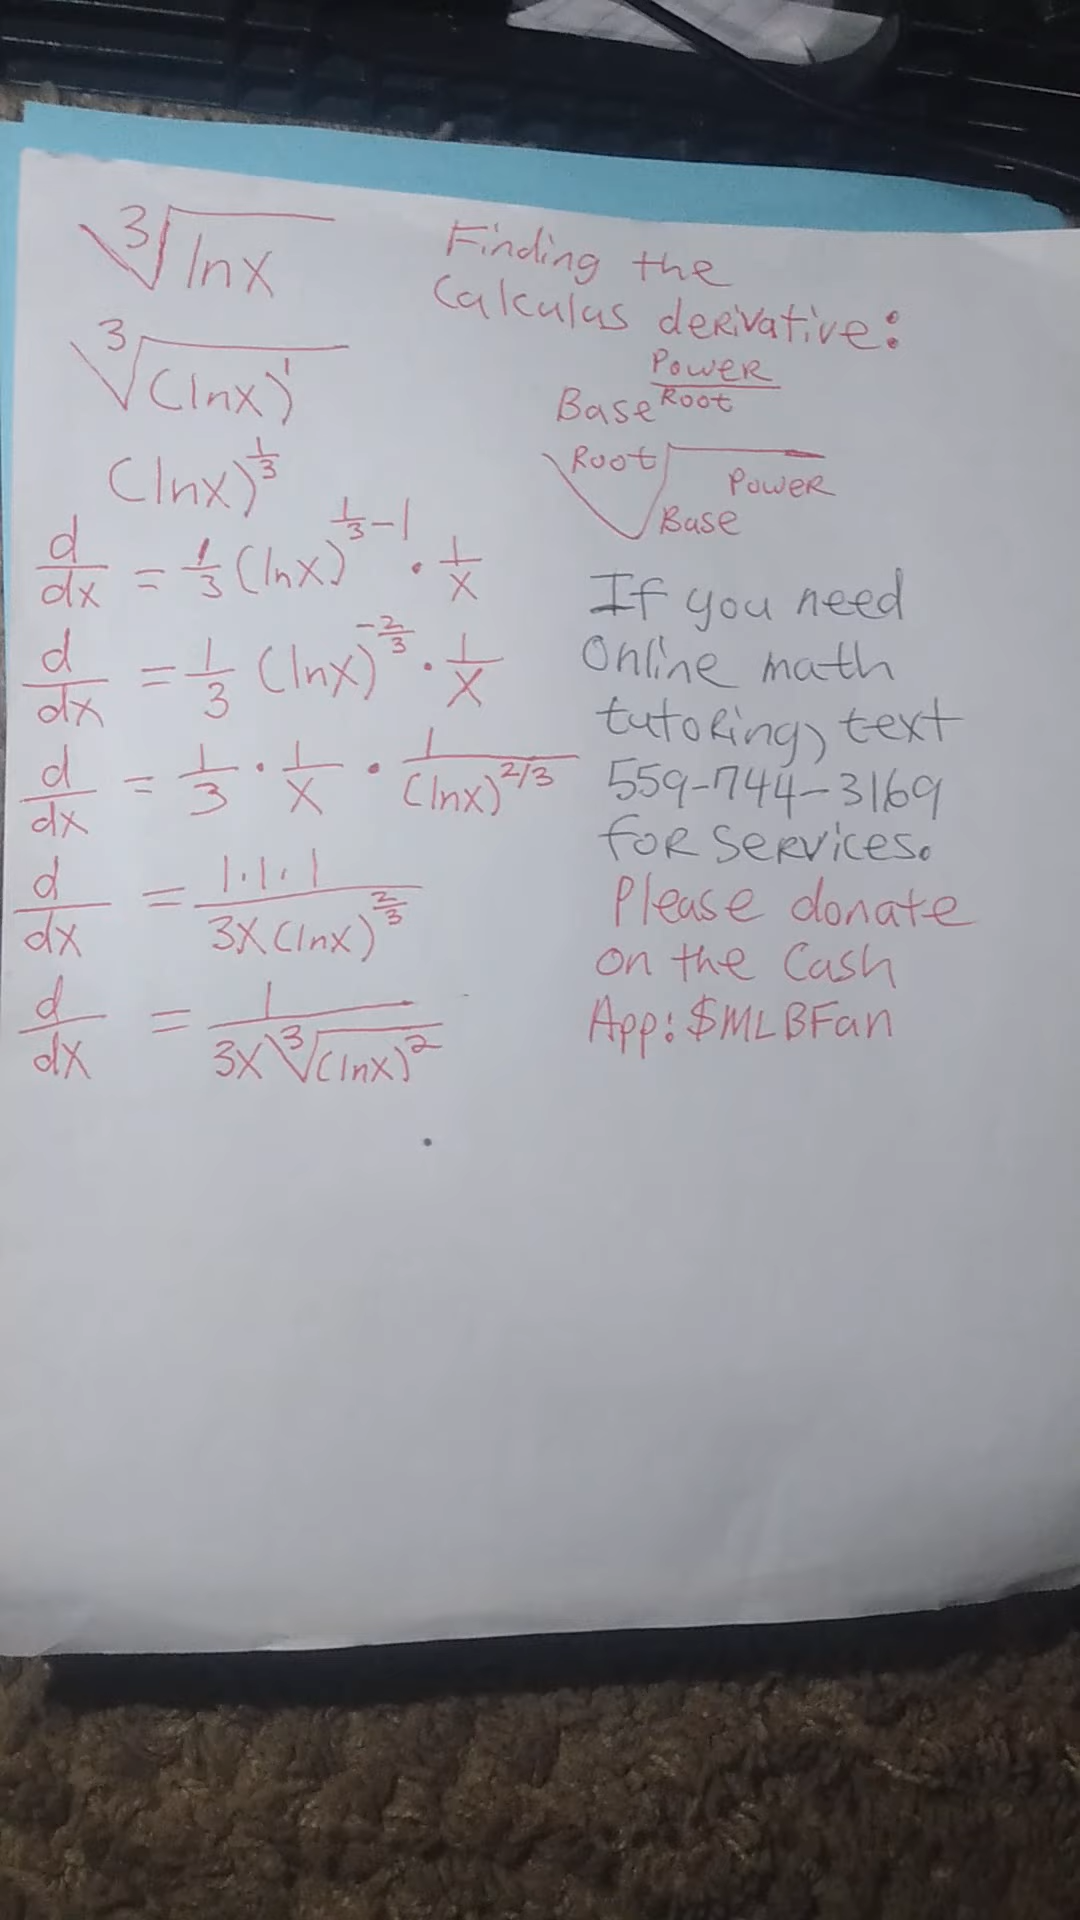 ∛lnx
∛(lnx)¹
(lnx)^(1/3)
d/dx = 1/3 (lnx)^(1/3 - 1) · 1/x
d/dx = 1/3 (lnx)^(-2/3) · 1/x
d/dx = 1/3 · 1/x · 1/(lnx)^(2/3)
d/dx = 1·1·1/3x(lnx)^(2/3)
d/dx = 1/3x∛(lnx)²
Finding the
Calculus derivative:
Base^(Power/Root)
Root√Base^Power
If you need
Online math
tutoring, text
559-744-3169
for services.
Please donate
on the Cash
App: $MLBFan